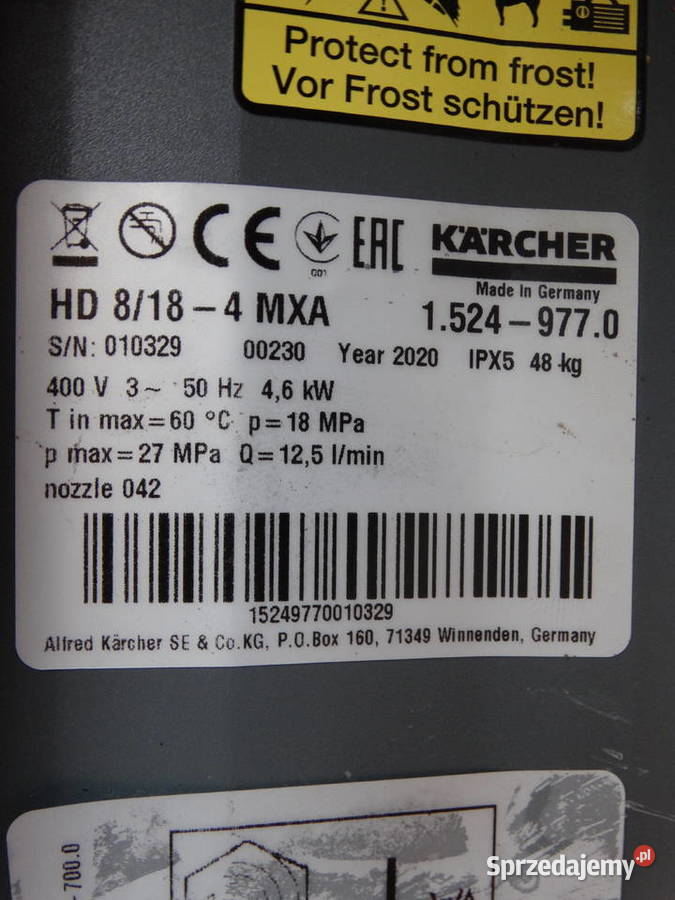 Protect from frost!
Vor Frost schützen!
CE EAC KÄRCHER
001
Made In Germany
HD 8/18 – 4 MXA 1.524 – 977.0
S/N: 010329 00230 Year 2020 IPX5 48 kg
400 V 3 ~ 50 Hz 4,6 kW
T in max = 60 °C p = 18 MPa
p max = 27 MPa Q = 12,5 l/min
nozzle 042
15249770010329
Alfred Kärcher SE & Co.KG, P.O.Box 160, 71349 Winnenden, Germany
-700.0
Sprzedajemy.pl